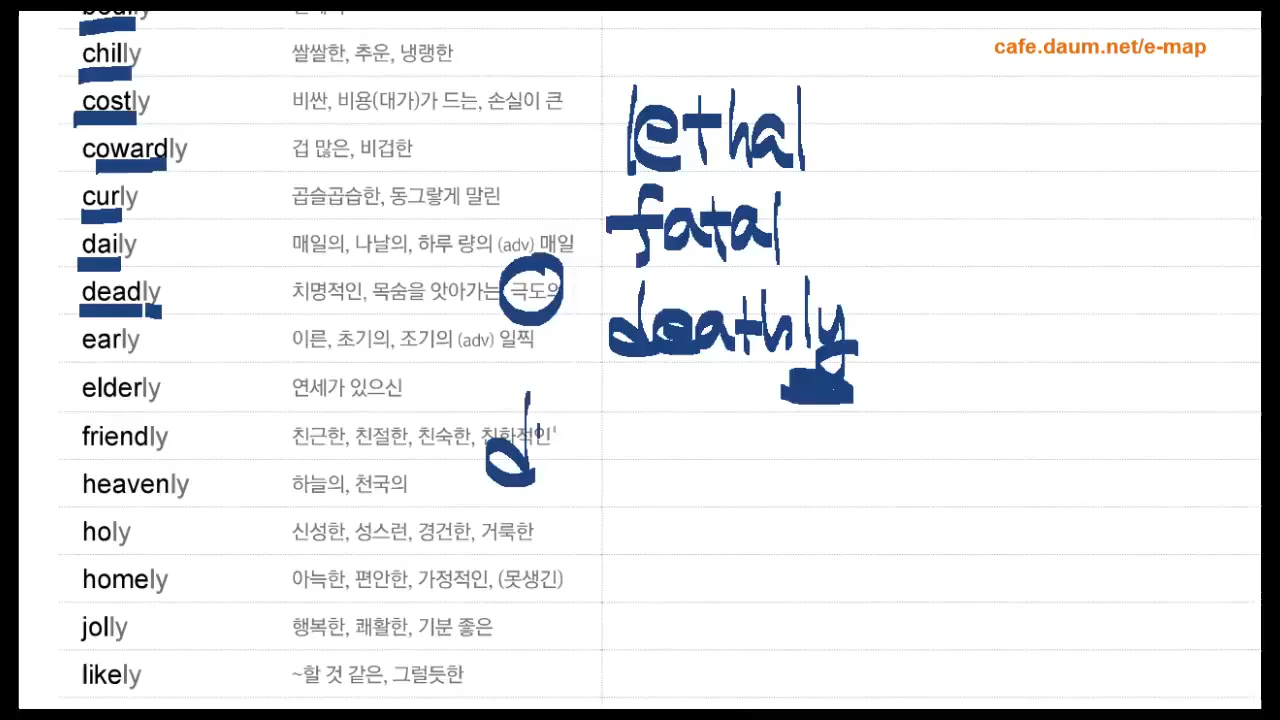 cafe.daum.net/e-map
chilly 쌀쌀한, 추운, 냉랭한
costly 비싼, 비용(대가)가 드는, 손실이 큰
cowardly 겁 많은, 비겁한
curly 곱슬곱습한, 동그랗게 말린
daily 매일의, 나날의, 하루 량의 (adv) 매일
deadly 치명적인, 목숨을 앗아가는 극도의
early 이른, 초기의, 조기의 (adv) 일찍
elderly 연세가 있으신
friendly 친근한, 친절한, 친숙한, 친화적인
heavenly 하늘의, 천국의
holy 신성한, 성스런, 경건한, 거룩한
homely 아늑한, 편안한, 가정적인, (못생긴)
jolly 행복한, 쾌활한, 기분 좋은
likely ~할 것 같은, 그럴듯한
lethal
fatal
deathly
d